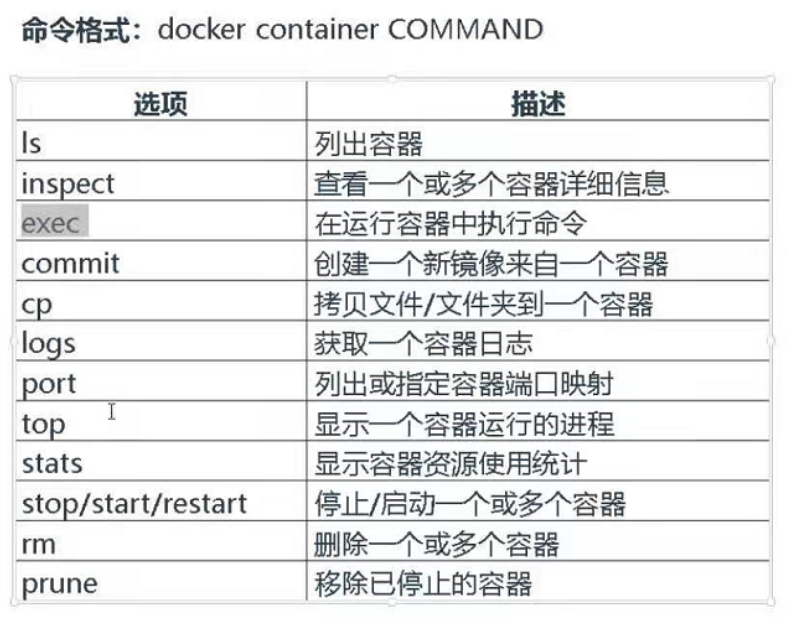 命令格式：docker container COMMAND
选项 描述
ls 列出容器
inspect 查看一个或多个容器详细信息
exec 在运行容器中执行命令
commit 创建一个新镜像来自一个容器
cp 拷贝文件/文件夹到一个容器
logs 获取一个容器日志
port 列出或指定容器端口映射
top 显示一个容器运行的进程
stats 显示容器资源使用统计
stop/start/restart 停止/启动一个或多个容器
rm 删除一个或多个容器
prune 移除已停止的容器